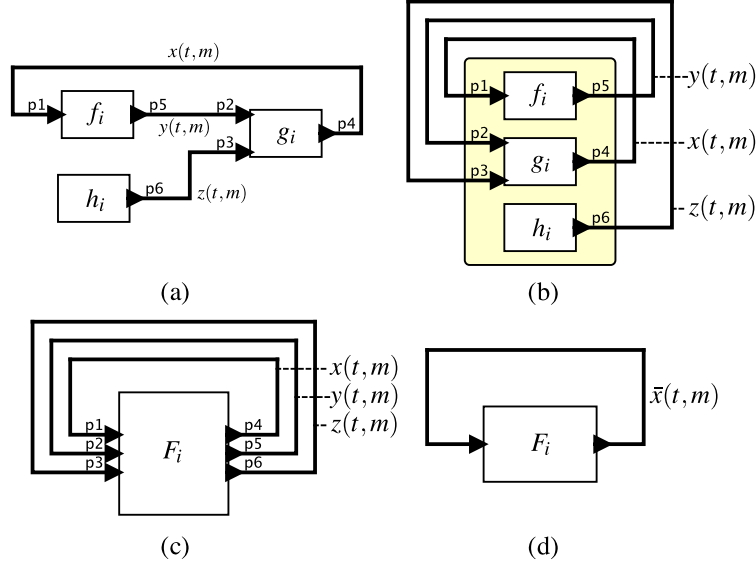 x(t,m)
p1
f_i
p5
p2
y(t,m)
p3
g_i
p4
h_i
p6
z(t,m)
(a)
p1
f_i
p5
y(t,m)
p2
g_i
p4
x(t,m)
p3
h_i
p6
z(t,m)
(b)
x(t,m)
y(t,m)
z(t,m)
p1
p2
p3
F_i
p4
p5
p6
(c)
x̄(t,m)
F_i
(d)